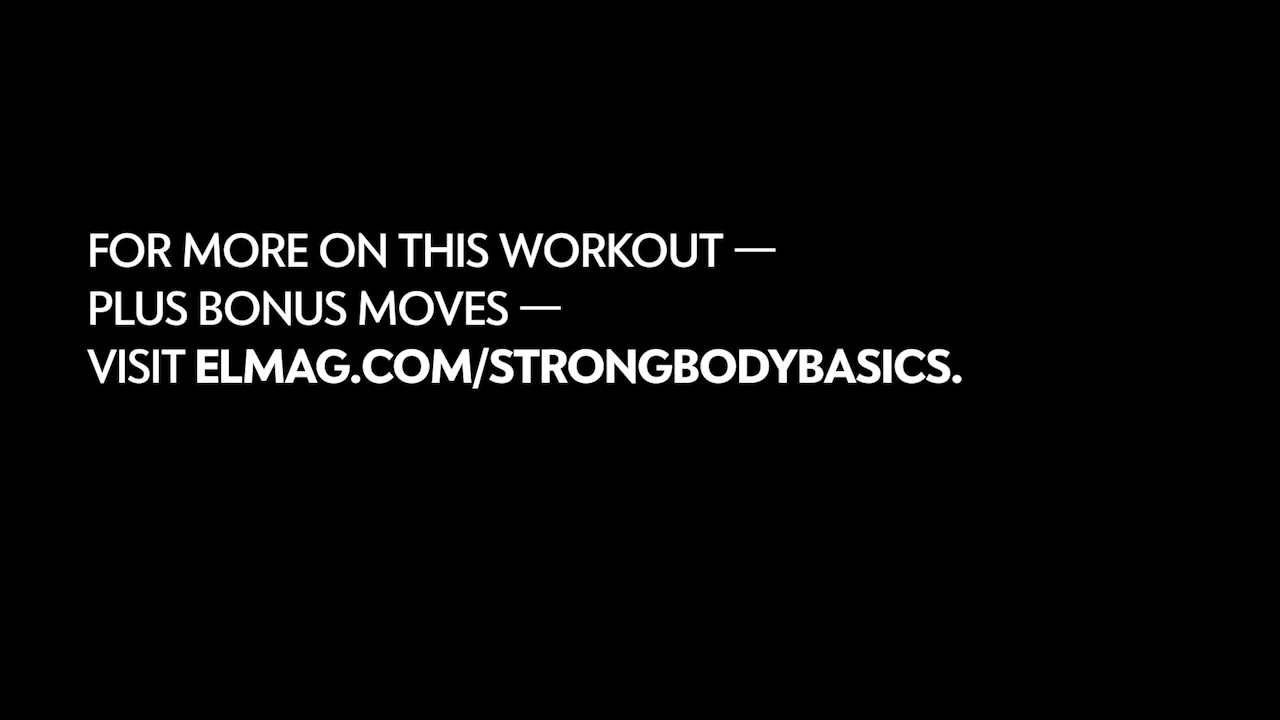 FOR MORE ON THIS WORKOUT —
PLUS BONUS MOVES —
VISIT ELMAG.COM/STRONGBODYBASICS.